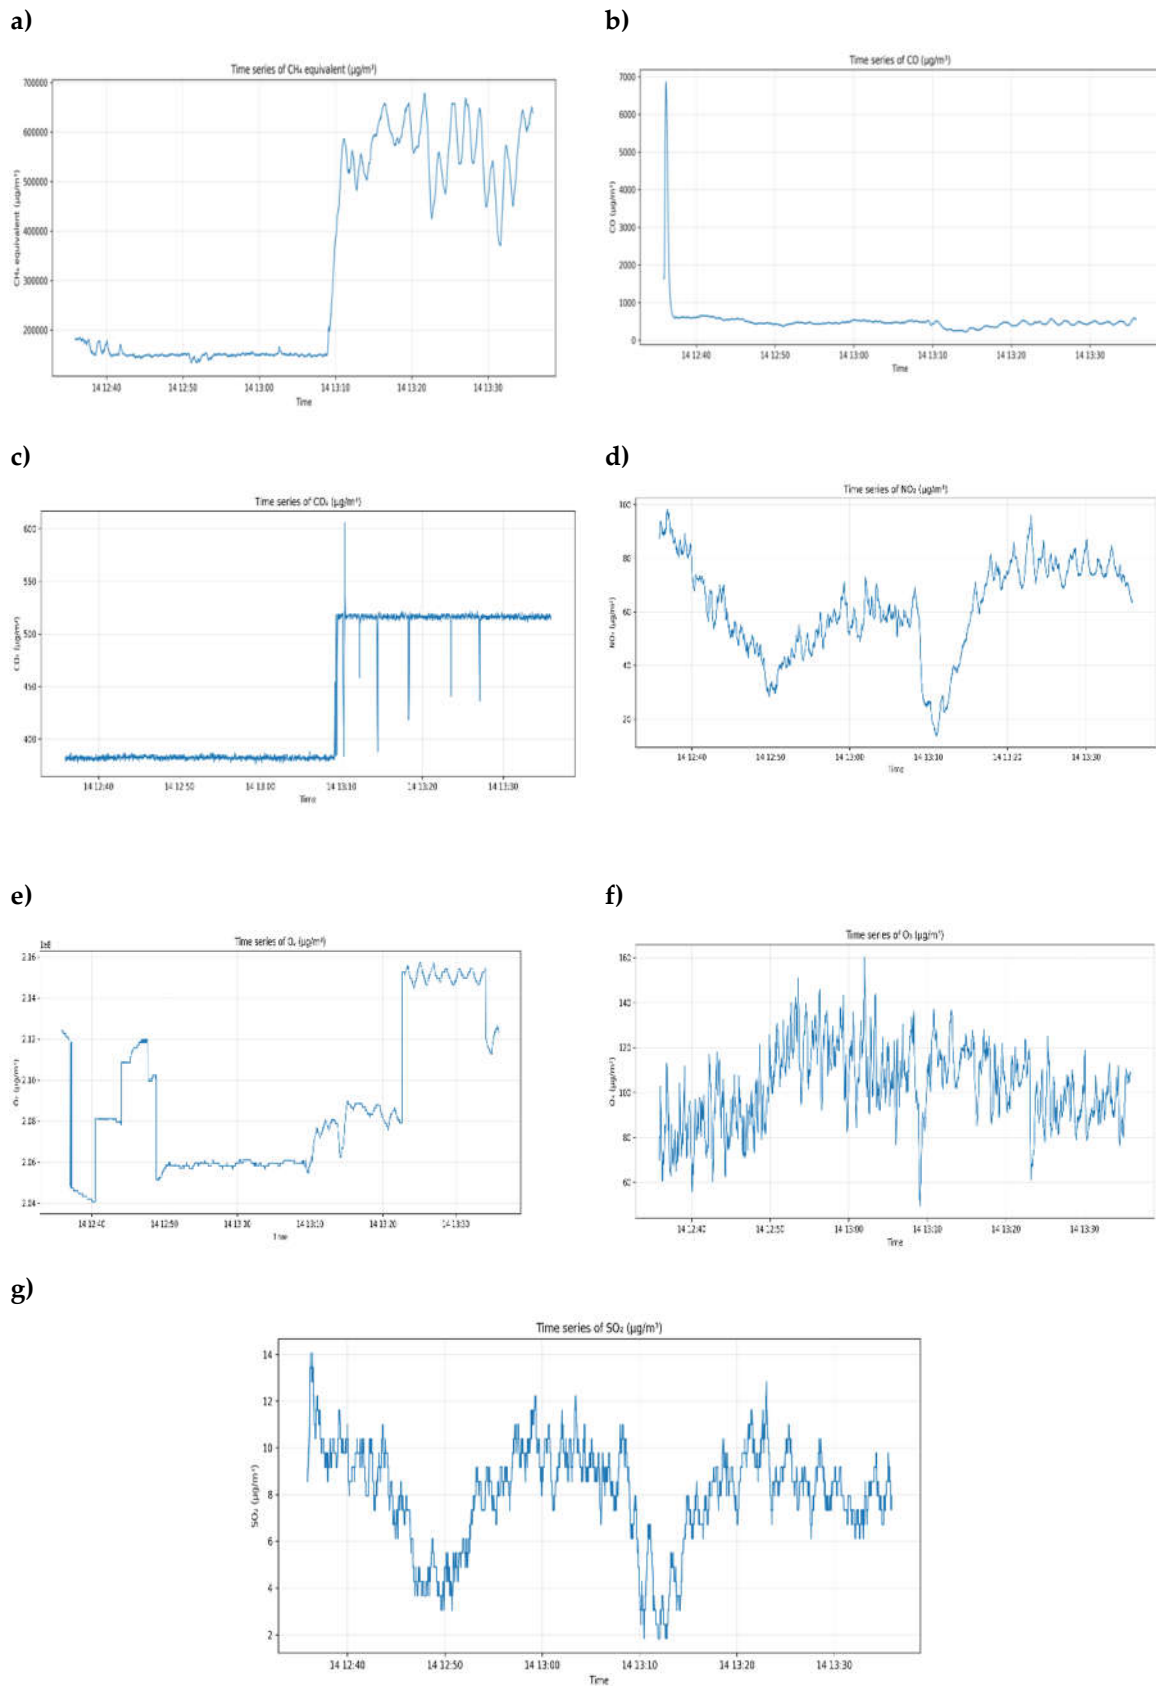 a)
b)
Time series of CH₄ equivalent (µg/m³)
CH₄ equivalent (µg/m³)
700000
600000
500000
400000
300000
200000
14 12:40
14 12:50
14 13:00
14 13:10
14 13:20
14 13:30
Time
Time series of CO (µg/m³)
CO (µg/m³)
7000
6000
5000
4000
3000
2000
1000
0
14 12:40
14 12:50
14 13:00
14 13:10
14 13:20
14 13:30
Time
c)
d)
Time series of CO₂ (µg/m³)
CO₂ (µg/m³)
600
550
500
450
400
14 12:40
14 12:50
14 13:00
14 13:10
14 13:20
14 13:30
Time
Time series of NO₂ (µg/m³)
NO₂ (µg/m³)
100
80
60
40
20
14 12:40
14 12:50
14 13:00
14 13:10
14 13:20
14 13:30
Time
e)
f)
1e8
Time series of O₂ (µg/m³)
O₂ (µg/m³)
2.16
2.14
2.12
2.10
2.08
2.06
2.04
14 12:40
14 12:50
14 13:00
14 13:10
14 13:20
14 13:30
Time
Time series of O₃ (µg/m³)
O₃ (µg/m³)
160
140
120
100
80
60
14 12:40
14 12:50
14 13:00
14 13:10
14 13:20
14 13:30
Time
g)
Time series of SO₂ (µg/m³)
SO₂ (µg/m³)
14
12
10
8
6
4
2
14 12:40
14 12:50
14 13:00
14 13:10
14 13:20
14 13:30
Time